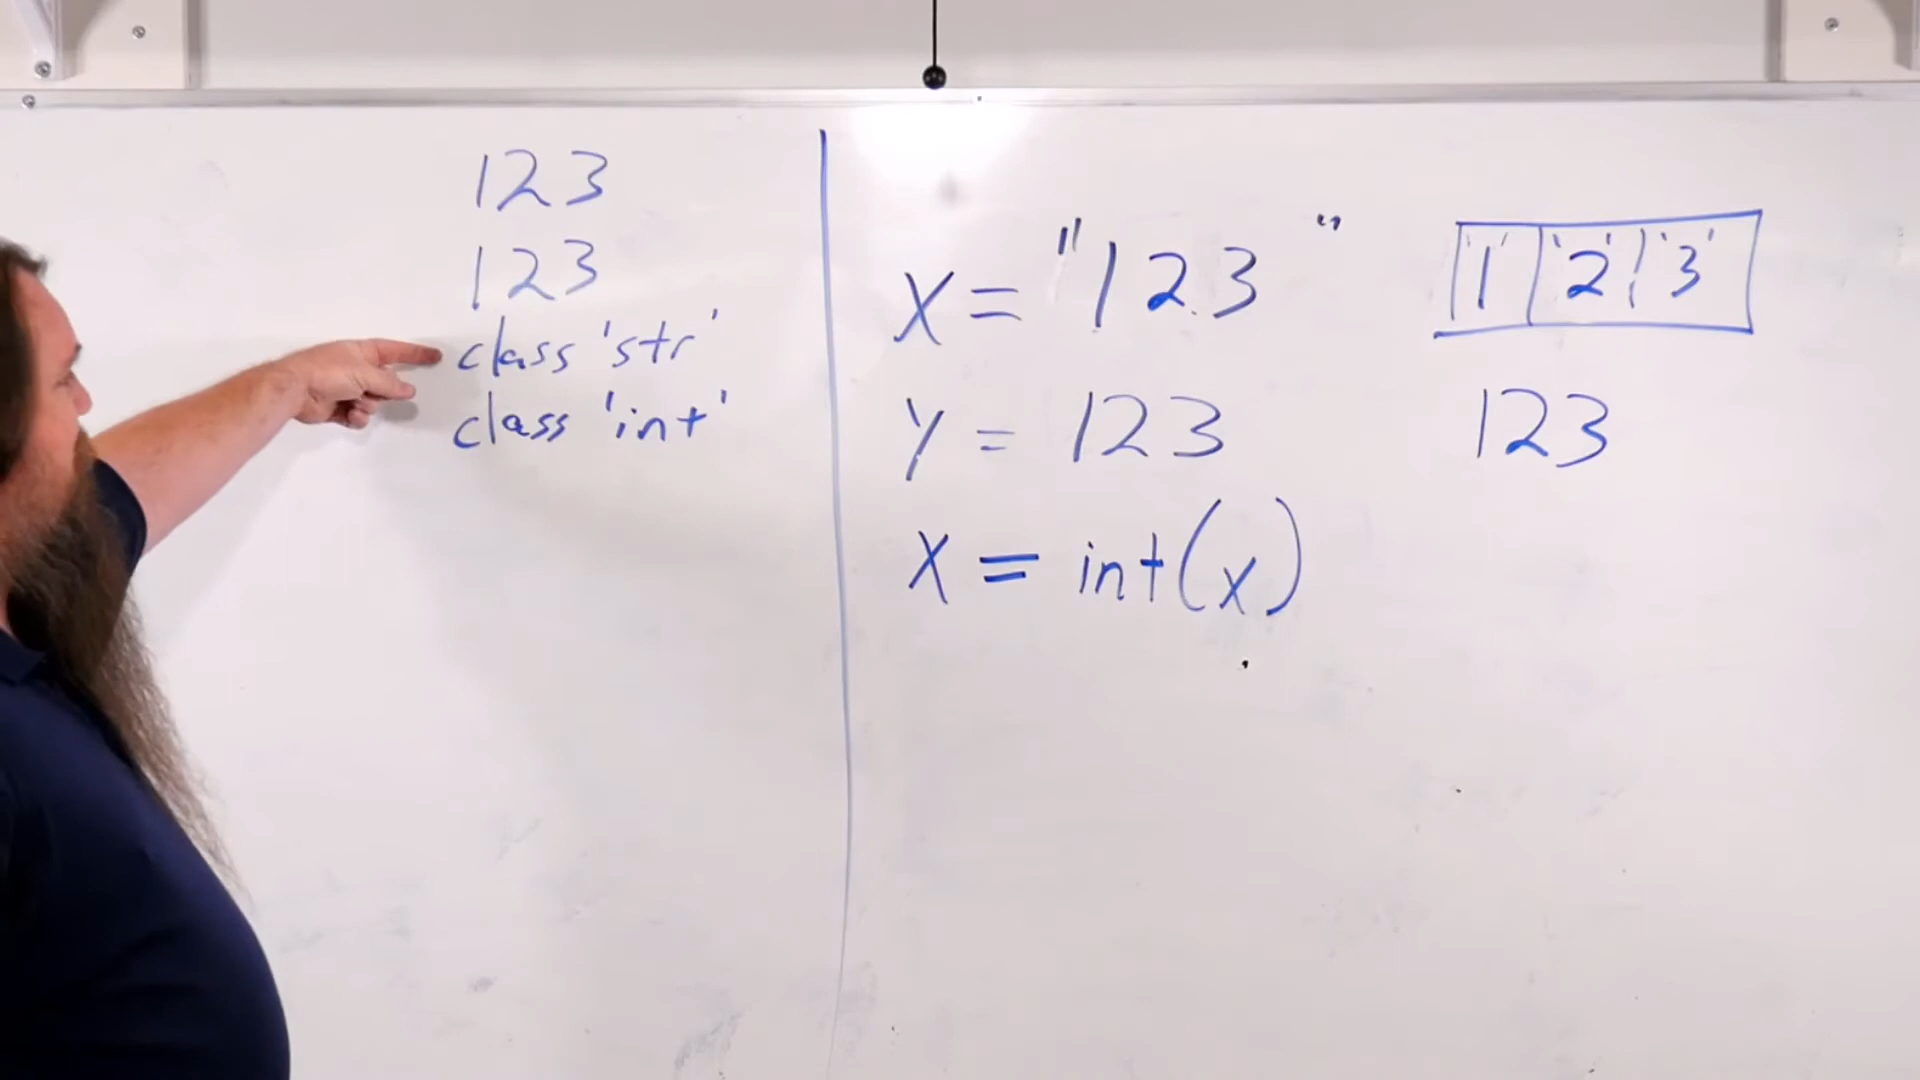 123
123
class 'str'
class 'int'
X = "123 "
'1' '2' '3'
y = 123
123
X = int(x)